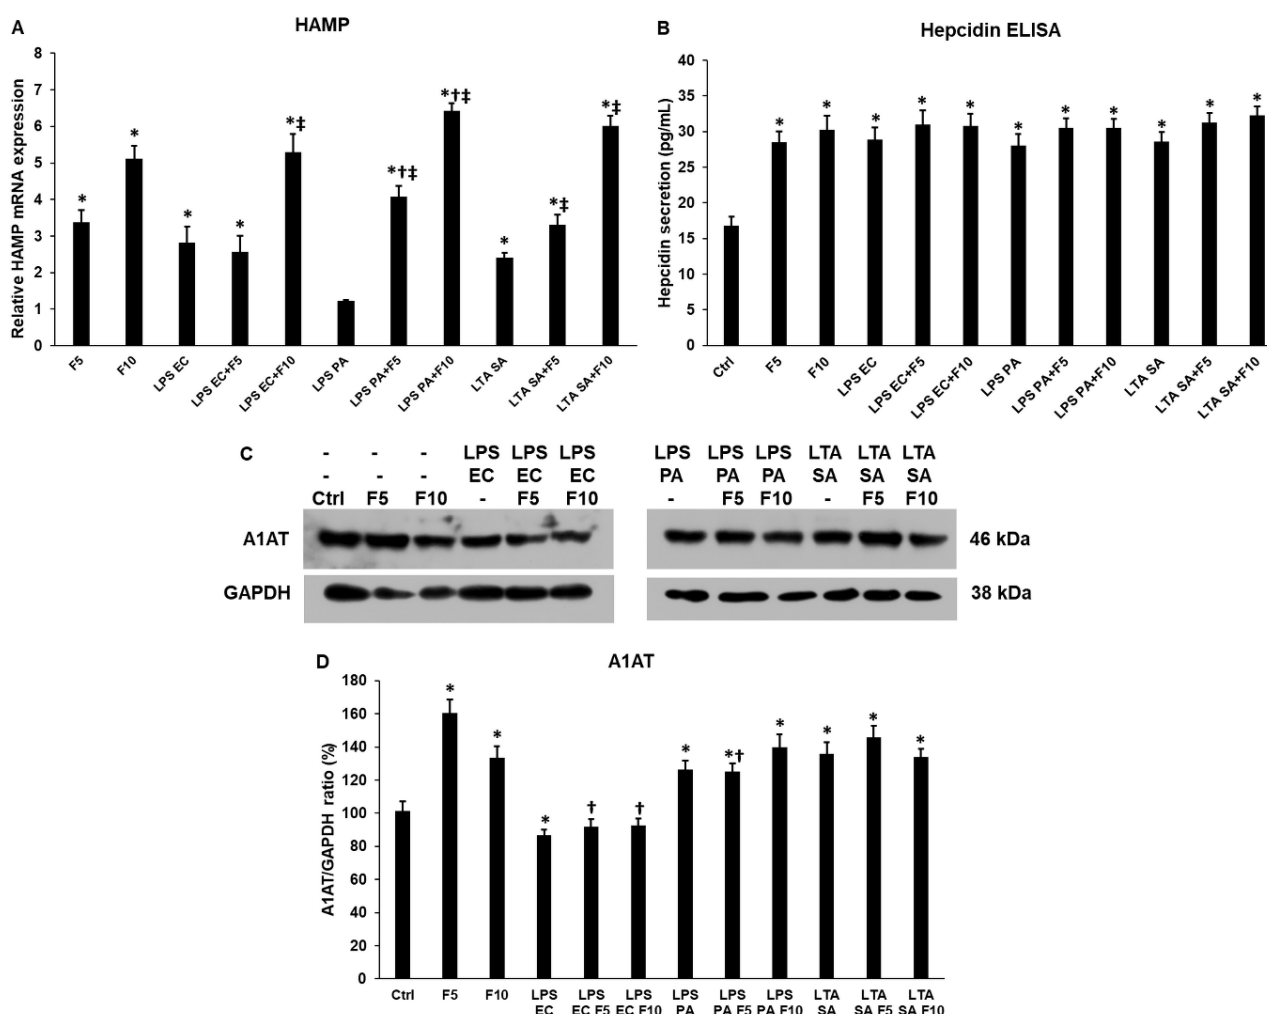 A
HAMP
Relative HAMP mRNA expression
8
7
6
5
4
3
2
1
0
* * * * *‡ *†‡ *†‡ * *‡ *‡
F5 F10 LPS EC LPS EC+F5 LPS EC+F10 LPS PA LPS PA+F5 LPS PA+F10 LTA SA LTA SA+F5 LTA SA+F10
B
Hepcidin ELISA
Hepcidin secretion (pg/mL)
40
35
30
25
20
15
10
5
0
* * * * * * * * * * *
Ctrl F5 F10 LPS EC LPS EC+F5 LPS EC+F10 LPS PA LPS PA+F5 LPS PA+F10 LTA SA LTA SA+F5 LTA SA+F10
C
- - - LPS LPS LPS LPS LPS LPS LTA LTA LTA
- - - EC EC EC PA PA PA SA SA SA
Ctrl F5 F10 - F5 F10 - F5 F10 - F5 F10
A1AT 46 kDa
GAPDH 38 kDa
D
A1AT
A1AT/GAPDH ratio (%)
180
160
140
120
100
80
60
40
20
0
* * * † † * *† * * * *
Ctrl F5 F10 LPS LPS LPS LPS LPS LPS LTA LTA LTA
EC EC F5 EC F10 PA PA F5 PA F10 SA SA F5 SA F10